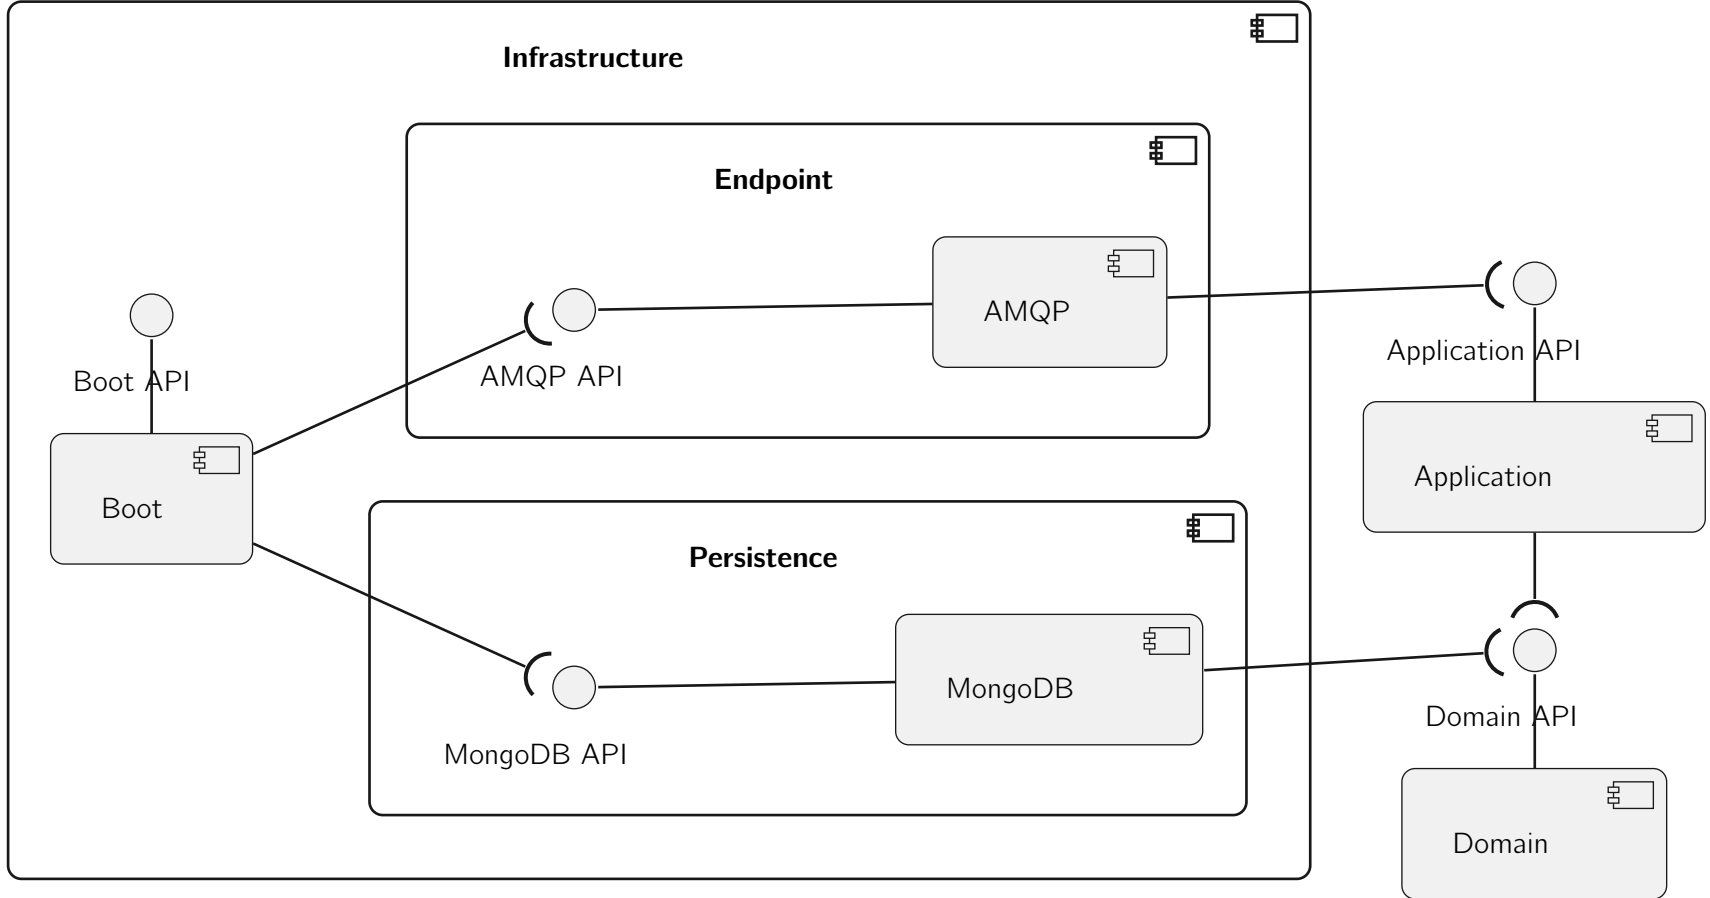 Infrastructure
Endpoint
AMQP
AMQP API
Application API
Boot API
Application
Boot
Persistence
MongoDB
Domain API
MongoDB API
Domain